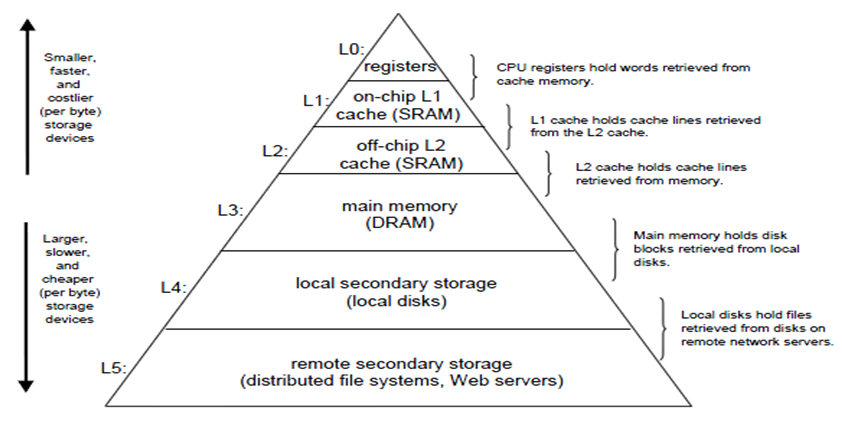 Smaller,
faster,
and
costlier
(per byte)
storage
devices
Larger,
slower,
and
cheaper
(per byte)
storage
devices
L0:
registers
CPU registers hold words retrieved from
cache memory.
L1:
on-chip L1
cache (SRAM)
L1 cache holds cache lines retrieved
from the L2 cache.
L2:
off-chip L2
cache (SRAM)
L2 cache holds cache lines
retrieved from memory.
L3:
main memory
(DRAM)
Main memory holds disk
blocks retrieved from local
disks.
L4:
local secondary storage
(local disks)
Local disks hold files
retrieved from disks on
remote network servers.
L5:
remote secondary storage
(distributed file systems, Web servers)